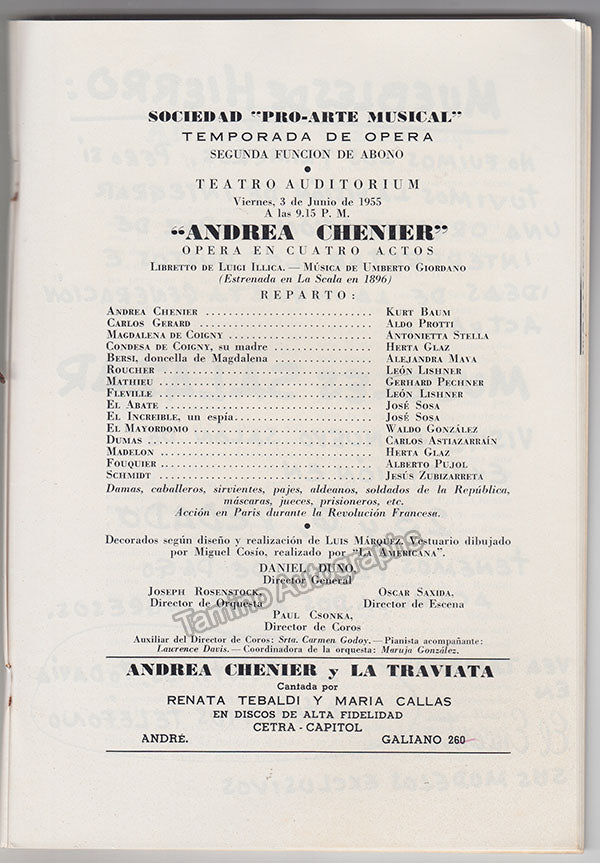 SOCIEDAD "PRO-ARTE MUSICAL"
TEMPORADA DE OPERA
SEGUNDA FUNCION DE ABONO
TEATRO AUDITORIUM
Viernes, 3 de Junio de 1955
A las 9.15 P. M.
"ANDREA CHENIER"
OPERA EN CUATRO ACTOS
LIBRETTO DE LUIGI ILLICA.—MÚSICA DE UMBERTO GIORDANO
(Estrenada en La Scala en 1896)
REPARTO:
ANDREA CHENIER ........................ KURT BAUM
CARLOS GERARD ........................ ALDO PROTTI
MAGDALENA DE COIGNY ........................ ANTONIETTA STELLA
CONDESA DE COIGNY, su madre ........................ HERTA GLAZ
BERSI, doncella de Magdalena ........................ ALEJANDRA MAVA
ROUCHER ........................ LEÓN LISHNER
MATHIEU ........................ GERHARD PECHNER
FLEVILLE ........................ LEÓN LISHNER
EL ABATE ........................ JOSÉ SOSA
EL INCREIBLE, un espía ........................ JOSÉ SOSA
EL MAYORDOMO ........................ WALDO GONZÁLEZ
DUMAS ........................ CARLOS ASTIAZARRAÍN
MADELON ........................ HERTA GLAZ
FOUQUIER ........................ ALBERTO PUJOL
SCHMIDT ........................ JESÚS ZUBIZARRETA
Damas, caballeros, sirvientes, pajes, aldeanos, soldados de la República,
máscaras, jueces, prisioneros, etc.
Acción en Paris durante la Revolución Francesa.
Decorados según diseño y realización de LUIS MÁRQUEZ. Vestuario dibujado
por Miguel Cosío, realizado por "LA AMERICANA".
DANIEL DUNO,
Director General
JOSEPH ROSENSTOCK, OSCAR SAXIDA,
Director de Orquesta Director de Escena
PAUL CSONKA,
Director de Coros
Auxiliar del Director de Coros: Srta. Carmen Godoy.—Pianista acompañante:
Laurence Davis.—Coordinadora de la orquesta: Maruja González.
Tamino Autographs
ANDREA CHENIER y LA TRAVIATA
Cantada por
RENATA TEBALDI Y MARIA CALLAS
EN DISCOS DE ALTA FIDELIDAD
CETRA-CAPITOL
ANDRÉ. GALIANO 260